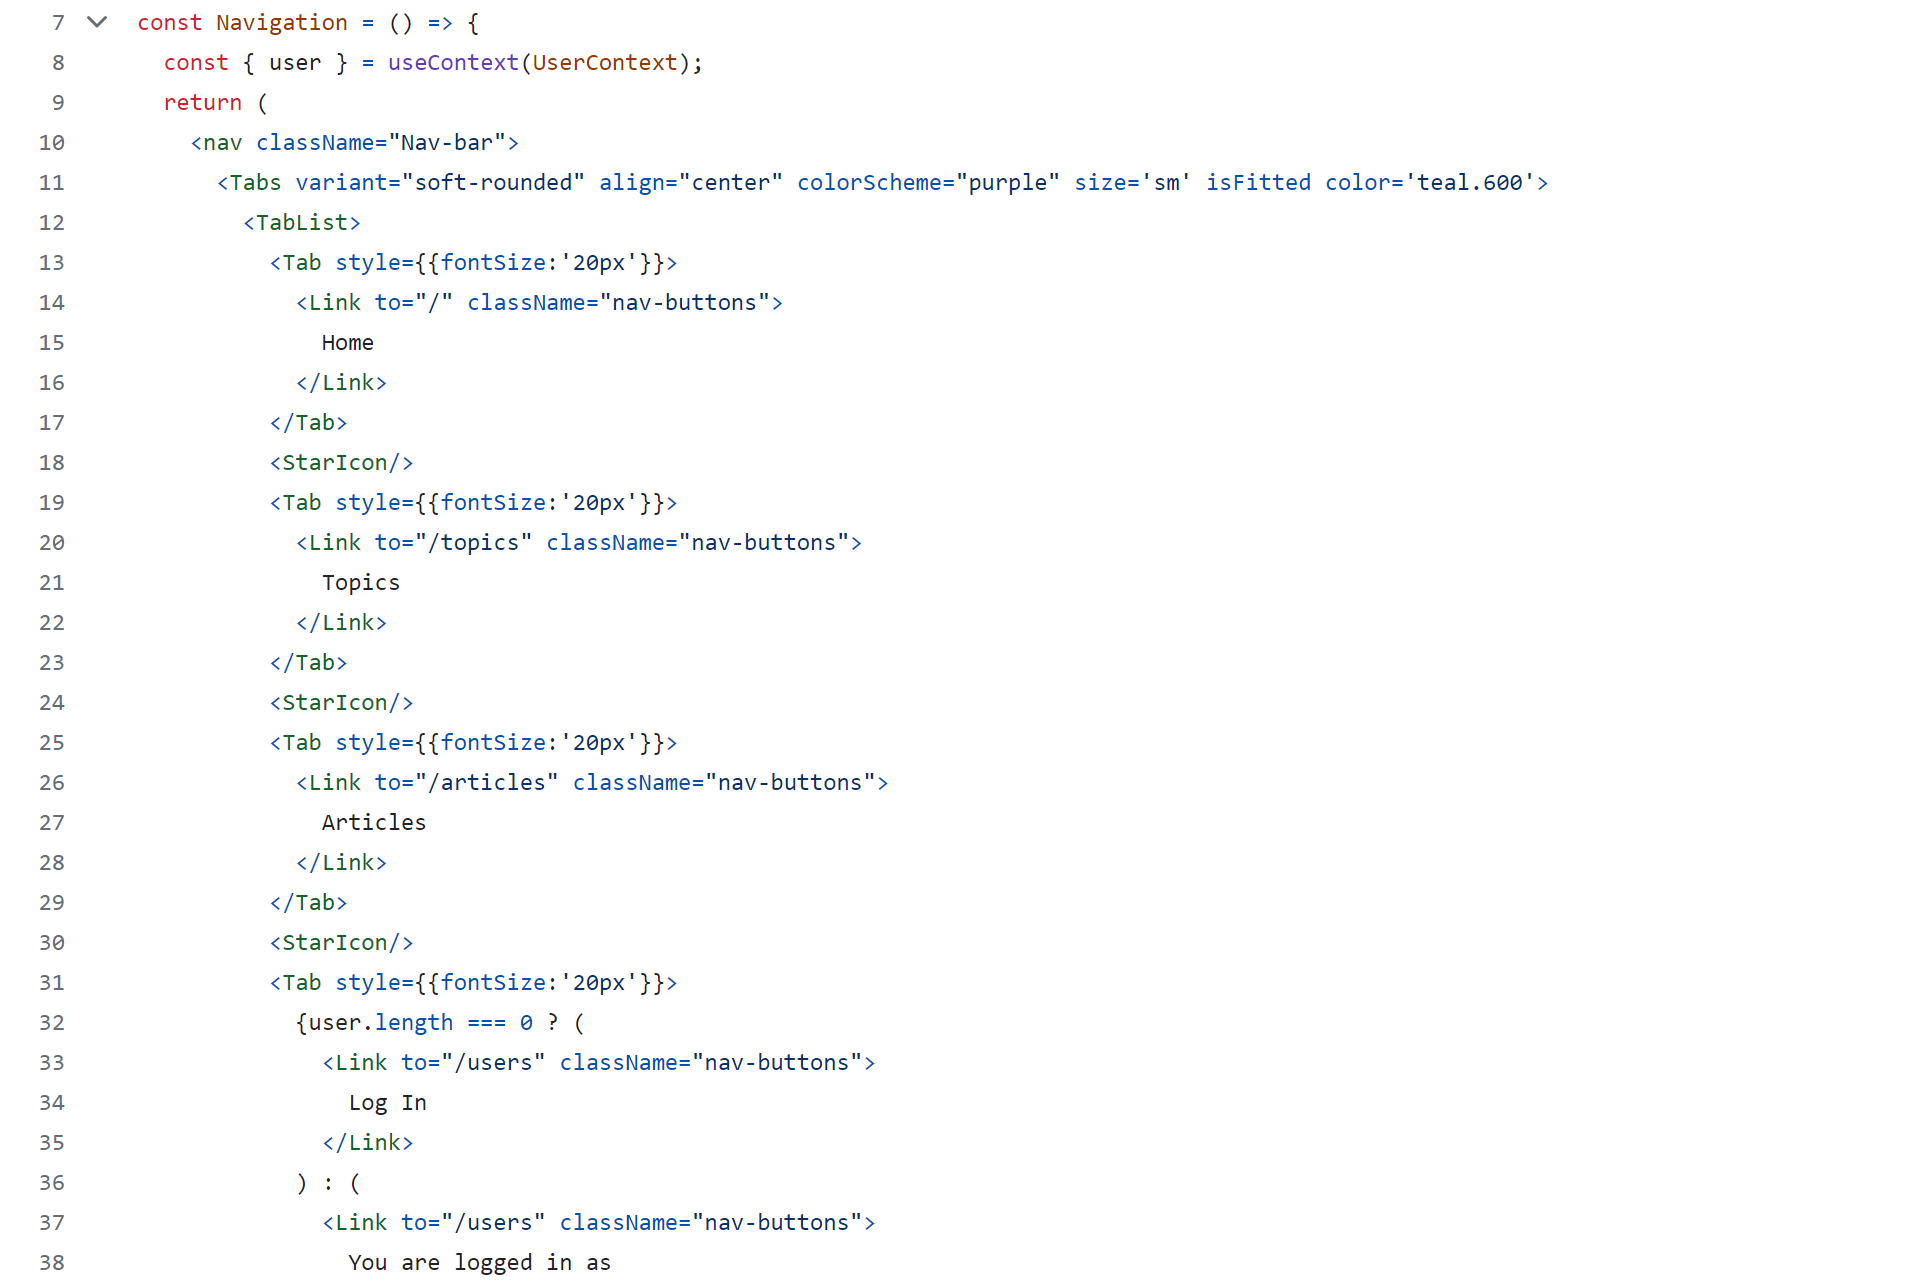 7 const Navigation = () => {
8 const { user } = useContext(UserContext);
9 return (
10 <nav className="Nav-bar">
11 <Tabs variant="soft-rounded" align="center" colorScheme="purple" size='sm' isFitted color='teal.600'>
12 <TabList>
13 <Tab style={{fontSize:'20px'}}>
14 <Link to="/" className="nav-buttons">
15 Home
16 </Link>
17 </Tab>
18 <StarIcon/>
19 <Tab style={{fontSize:'20px'}}>
20 <Link to="/topics" className="nav-buttons">
21 Topics
22 </Link>
23 </Tab>
24 <StarIcon/>
25 <Tab style={{fontSize:'20px'}}>
26 <Link to="/articles" className="nav-buttons">
27 Articles
28 </Link>
29 </Tab>
30 <StarIcon/>
31 <Tab style={{fontSize:'20px'}}>
32 {user.length === 0 ? (
33 <Link to="/users" className="nav-buttons">
34 Log In
35 </Link>
36 ) : (
37 <Link to="/users" className="nav-buttons">
38 You are logged in as